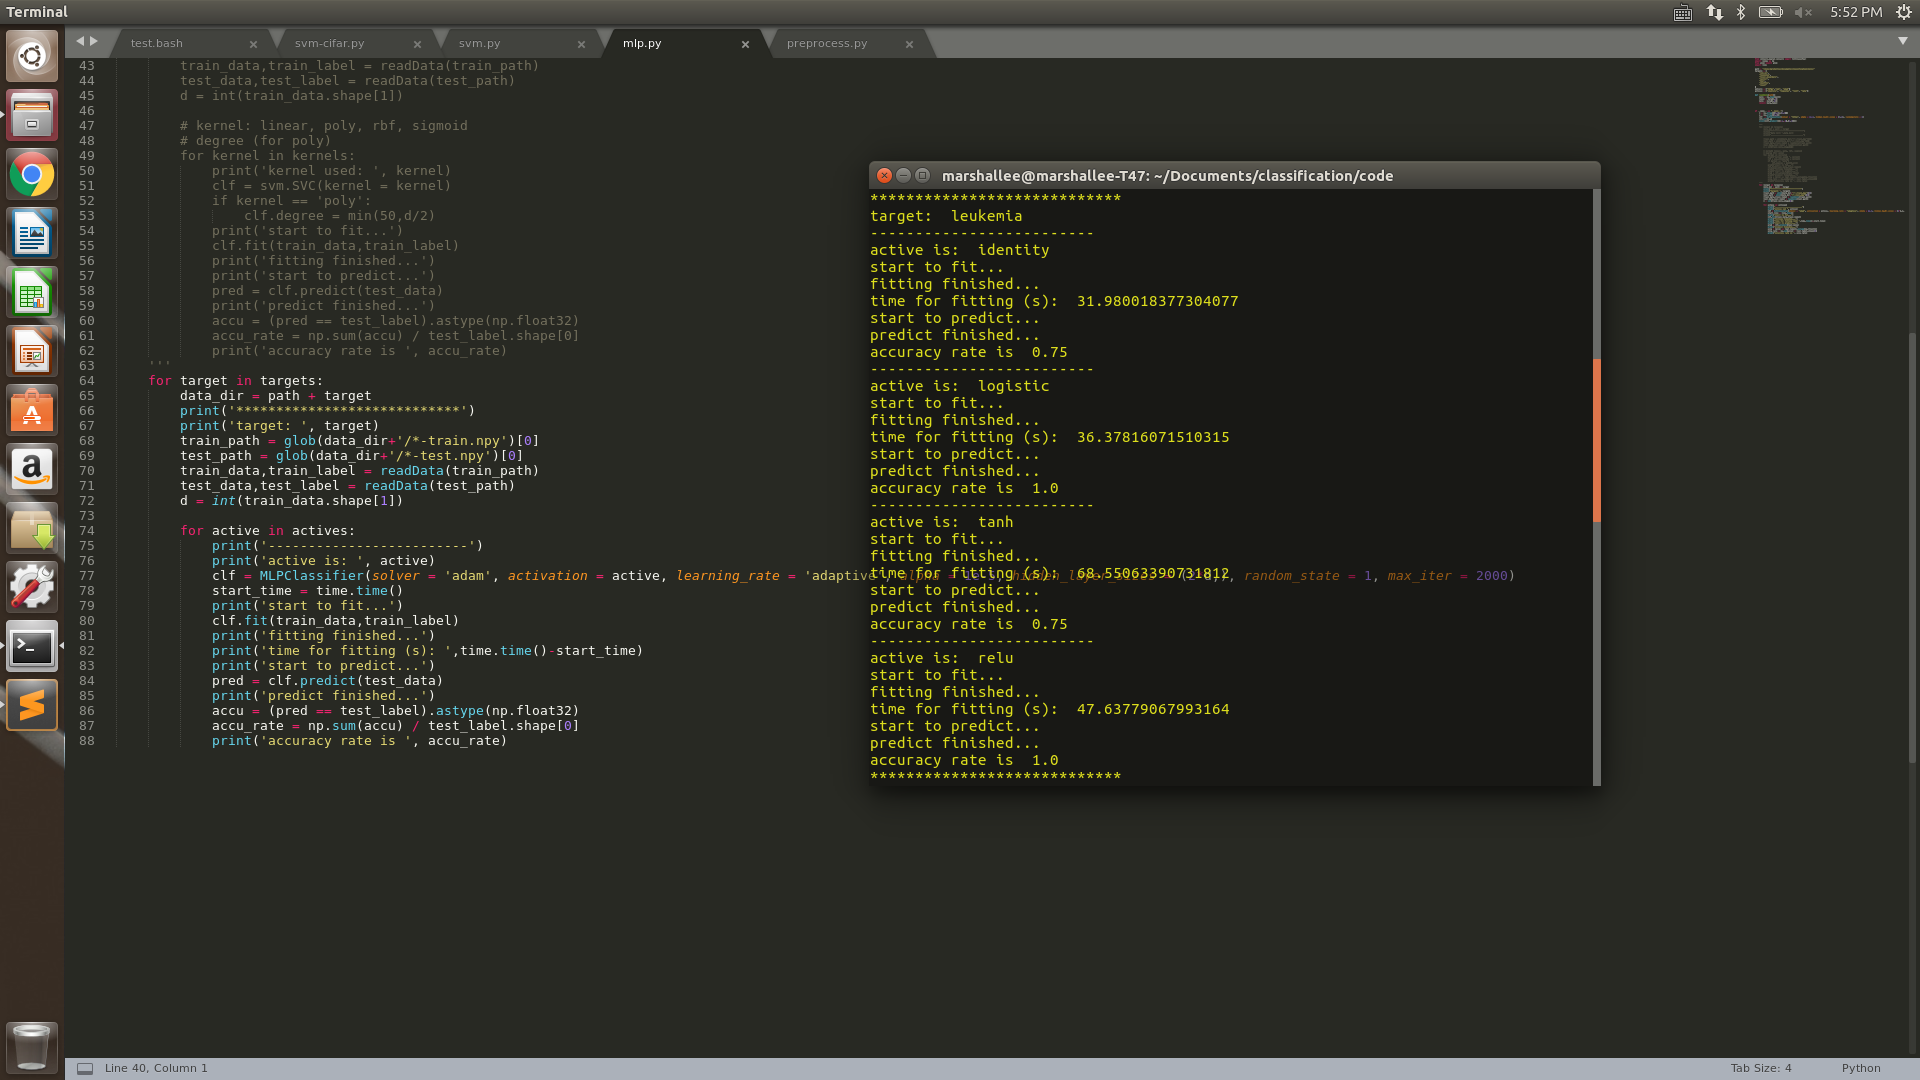 Terminal
5:52 PM
test.bash
svm-cifar.py
svm.py
mlp.py
preprocess.py
43 train_data,train_label = readData(train_path)
44 test_data,test_label = readData(test_path)
45 d = int(train_data.shape[1])
46
47 # kernel: linear, poly, rbf, sigmoid
48 # degree (for poly)
49 for kernel in kernels:
50 print('kernel used: ', kernel)
51 clf = svm.SVC(kernel = kernel)
52 if kernel == 'poly':
53 clf.degree = min(50,d/2)
54 print('start to fit...')
55 clf.fit(train_data,train_label)
56 print('fitting finished...')
57 print('start to predict...')
58 pred = clf.predict(test_data)
59 print('predict finished...')
60 accu = (pred == test_label).astype(np.float32)
61 accu_rate = np.sum(accu) / test_label.shape[0]
62 print('accuracy rate is ', accu_rate)
63 '''
64 for target in targets:
65 data_dir = path + target
66 print('****************************')
67 print('target: ', target)
68 train_path = glob(data_dir+'/*-train.npy')[0]
69 test_path = glob(data_dir+'/*-test.npy')[0]
70 train_data,train_label = readData(train_path)
71 test_data,test_label = readData(test_path)
72 d = int(train_data.shape[1])
73
74 for active in actives:
75 print('-------------------------')
76 print('active is: ', active)
77 clf = MLPClassifier(solver = 'adam', activation = active, learning_rate = 'adaptive', random_state = 1, max_iter = 2000)
78 start_time = time.time()
79 print('start to fit...')
80 clf.fit(train_data,train_label)
81 print('fitting finished...')
82 print('time for fitting (s): ',time.time()-start_time)
83 print('start to predict...')
84 pred = clf.predict(test_data)
85 print('predict finished...')
86 accu = (pred == test_label).astype(np.float32)
87 accu_rate = np.sum(accu) / test_label.shape[0]
88 print('accuracy rate is ', accu_rate)
marshallee@marshallee-T47: ~/Documents/classification/code
****************************
target:  leukemia
-------------------------
active is:  identity
start to fit...
fitting finished...
time for fitting (s):  31.980018377304077
start to predict...
predict finished...
accuracy rate is  0.75
-------------------------
active is:  logistic
start to fit...
fitting finished...
time for fitting (s):  36.37816071510315
start to predict...
predict finished...
accuracy rate is  1.0
-------------------------
active is:  tanh
start to fit...
fitting finished...
time for fitting (s):  68.55063390731812
start to predict...
predict finished...
accuracy rate is  0.75
-------------------------
active is:  relu
start to fit...
fitting finished...
time for fitting (s):  47.63779067993164
start to predict...
predict finished...
accuracy rate is  1.0
****************************
Line 40, Column 1
Tab Size: 4
Python